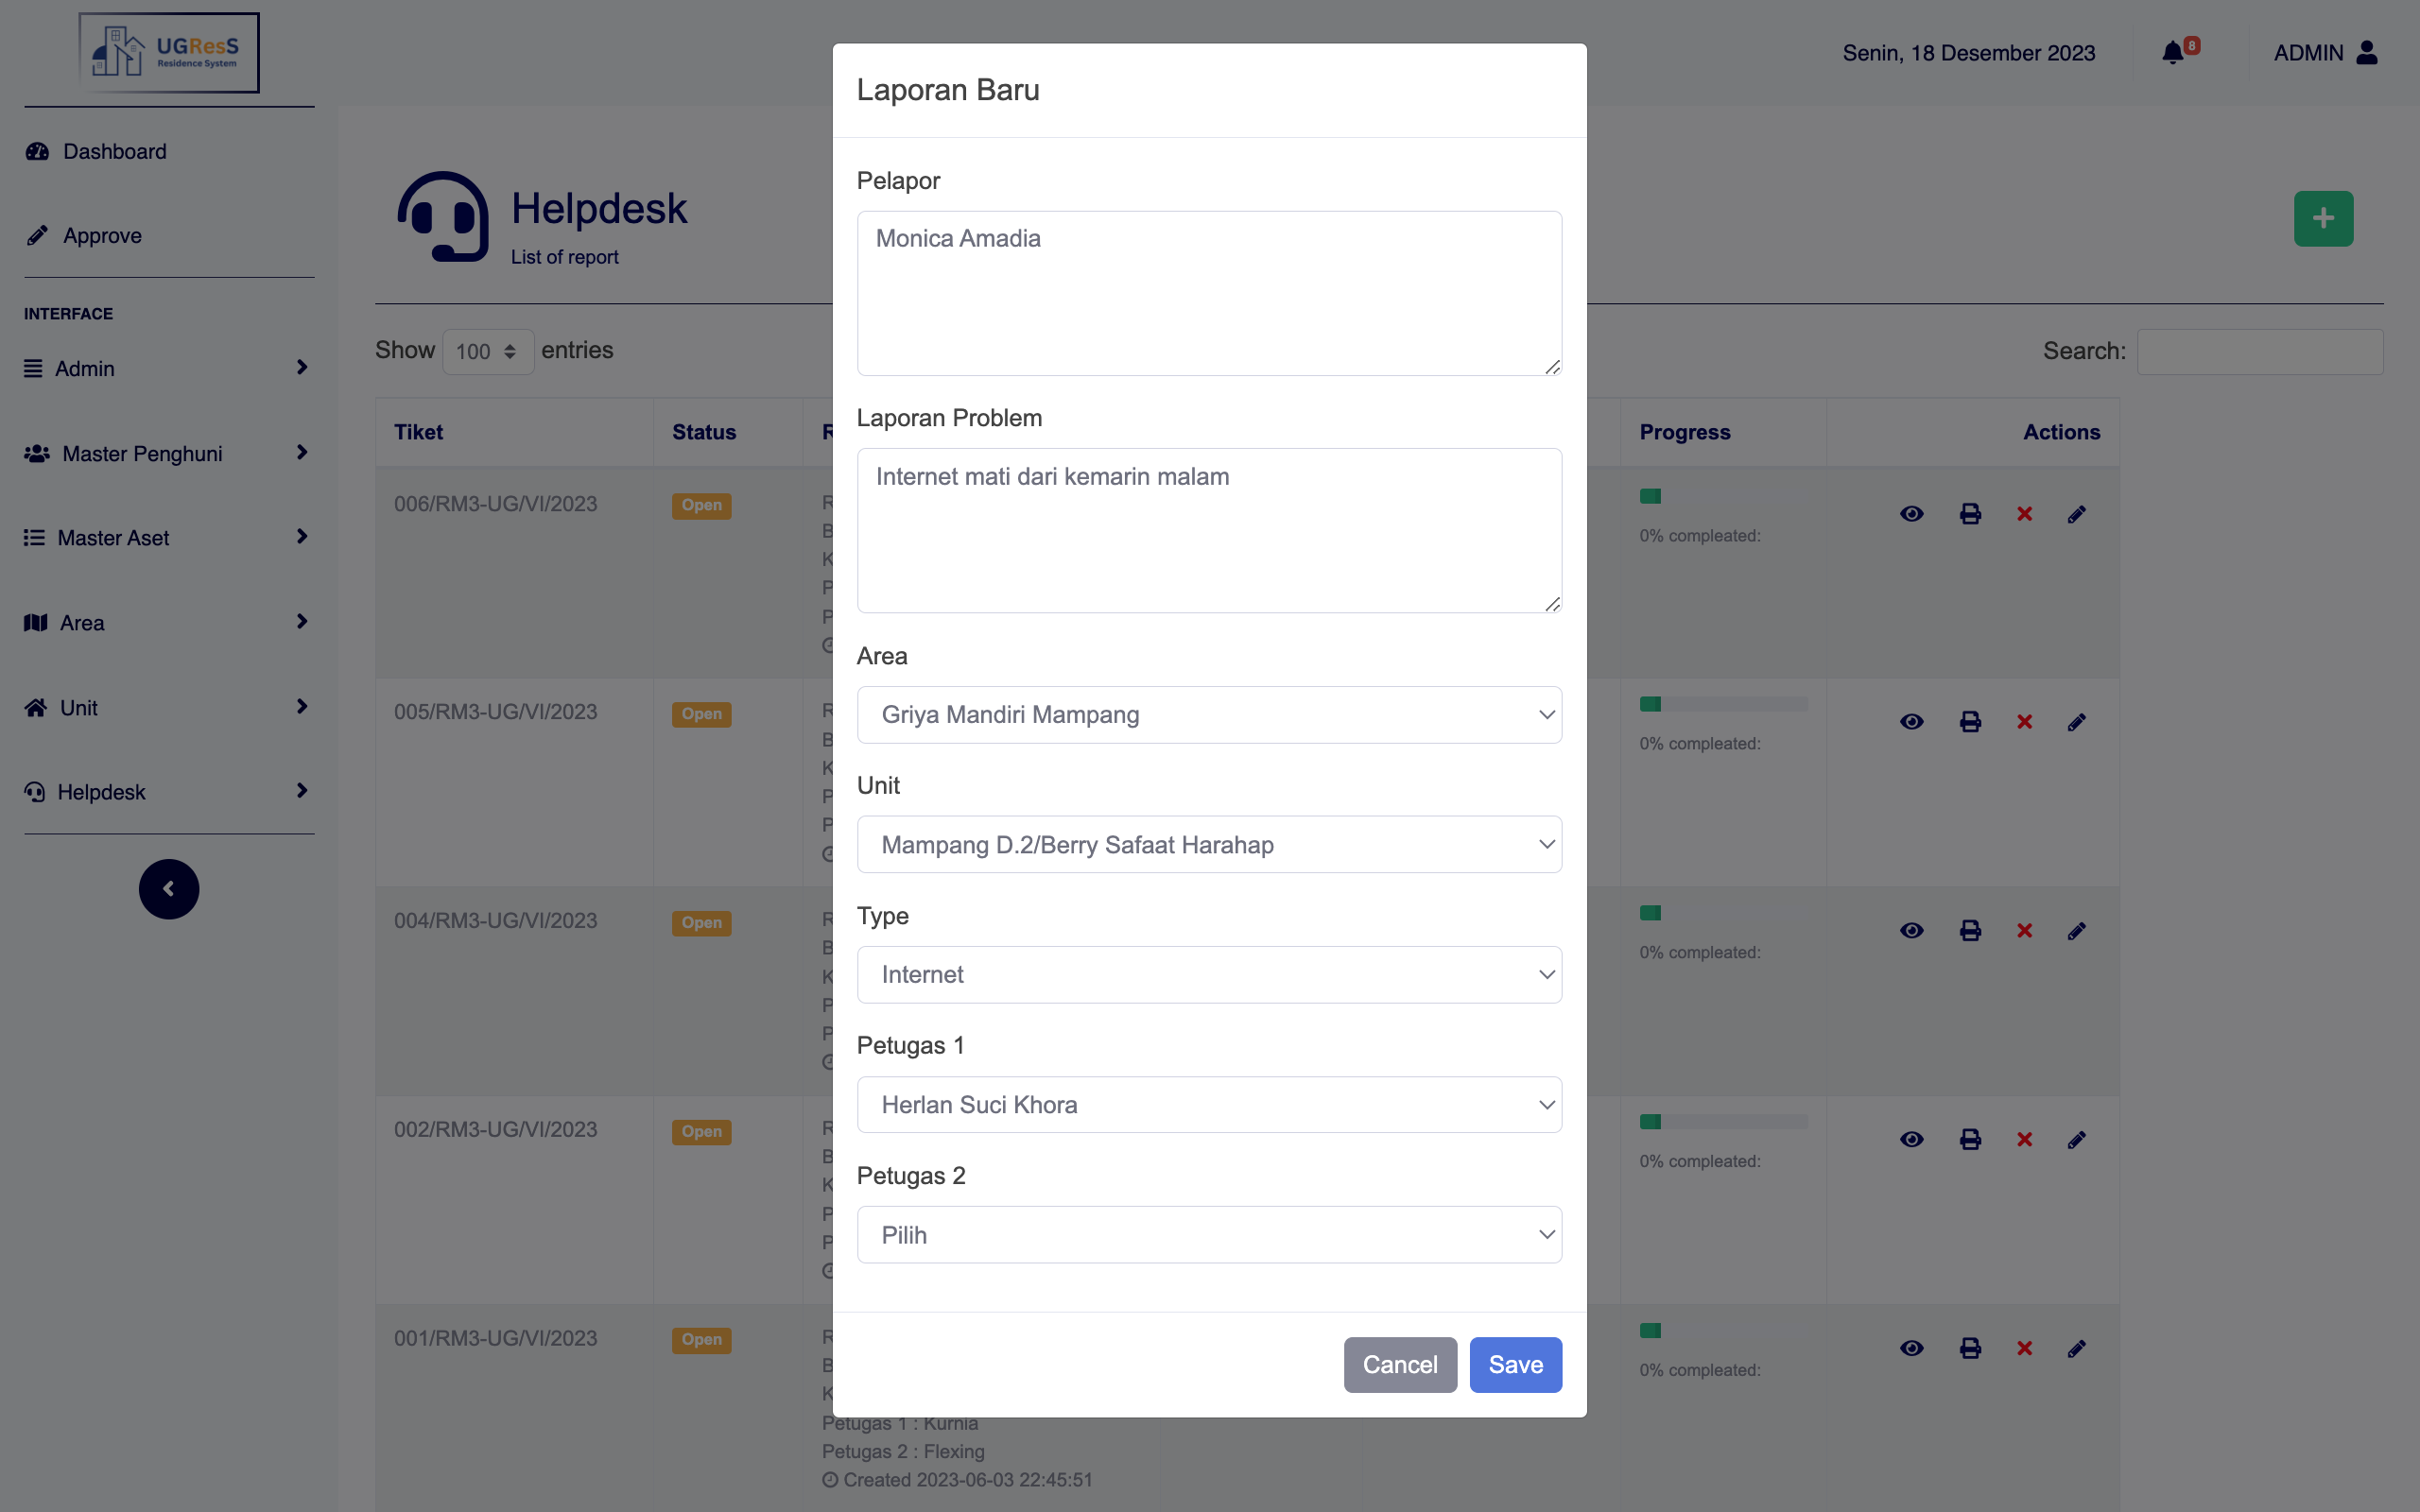 UGResS
Residence System
Senin, 18 Desember 2023
8
ADMIN
Dashboard
Approve
INTERFACE
Admin
Master Penghuni
Master Aset
Area
Unit
Helpdesk
Helpdesk
List of report
Show 100 entries
Search:
Tiket Status Progress Actions
006/RM3-UG/VI/2023 Open
0% compleated:
005/RM3-UG/VI/2023 Open
0% compleated:
004/RM3-UG/VI/2023 Open
0% compleated:
002/RM3-UG/VI/2023 Open
0% compleated:
001/RM3-UG/VI/2023 Open
0% compleated:
Petugas 1 : Kurnia
Petugas 2 : Flexing
Created 2023-06-03 22:45:51
Laporan Baru
Pelapor
Monica Amadia
Laporan Problem
Internet mati dari kemarin malam
Area
Griya Mandiri Mampang
Unit
Mampang D.2/Berry Safaat Harahap
Type
Internet
Petugas 1
Herlan Suci Khora
Petugas 2
Pilih
Cancel
Save